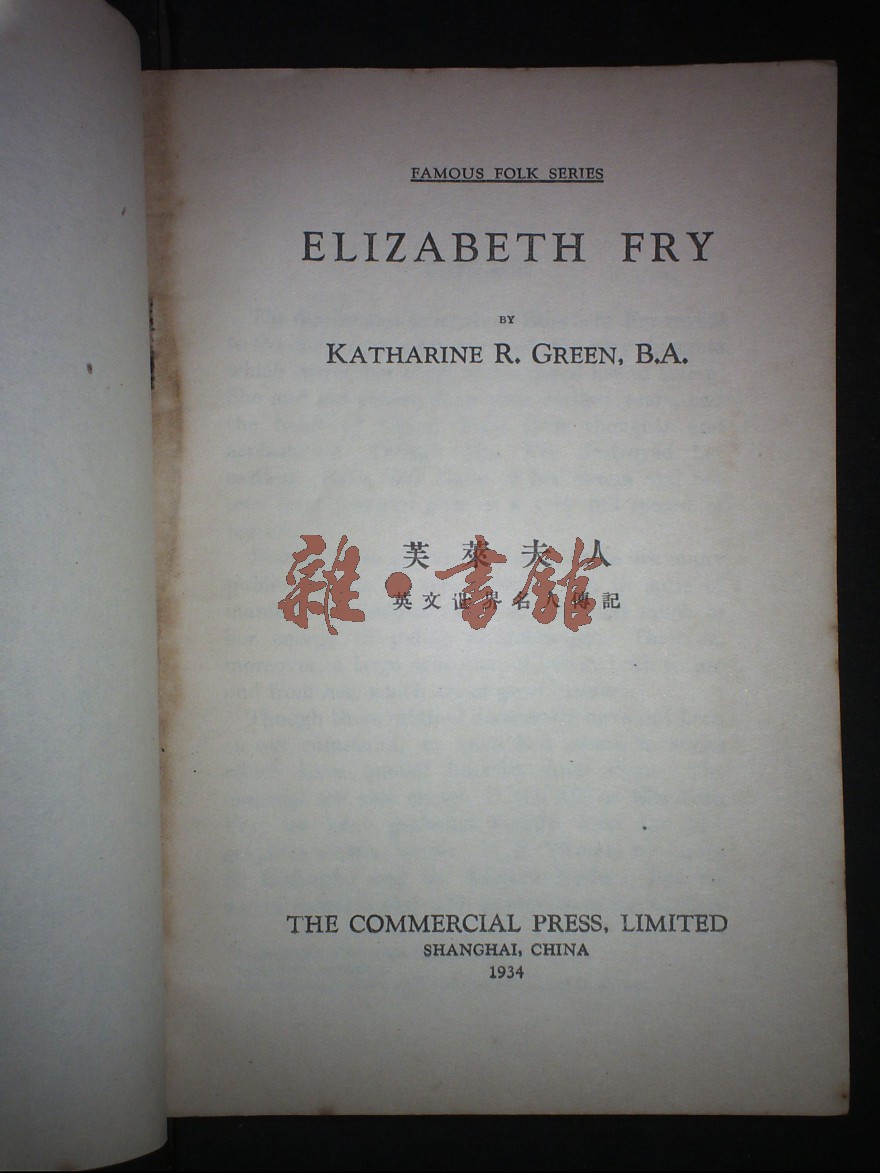 FAMOUS FOLK SERIES
ELIZABETH FRY
BY
KATHARINE R. GREEN, B.A.
芙萊夫人
雜·書館
英文世界名人傳記
THE COMMERCIAL PRESS, LIMITED
SHANGHAI, CHINA
1934